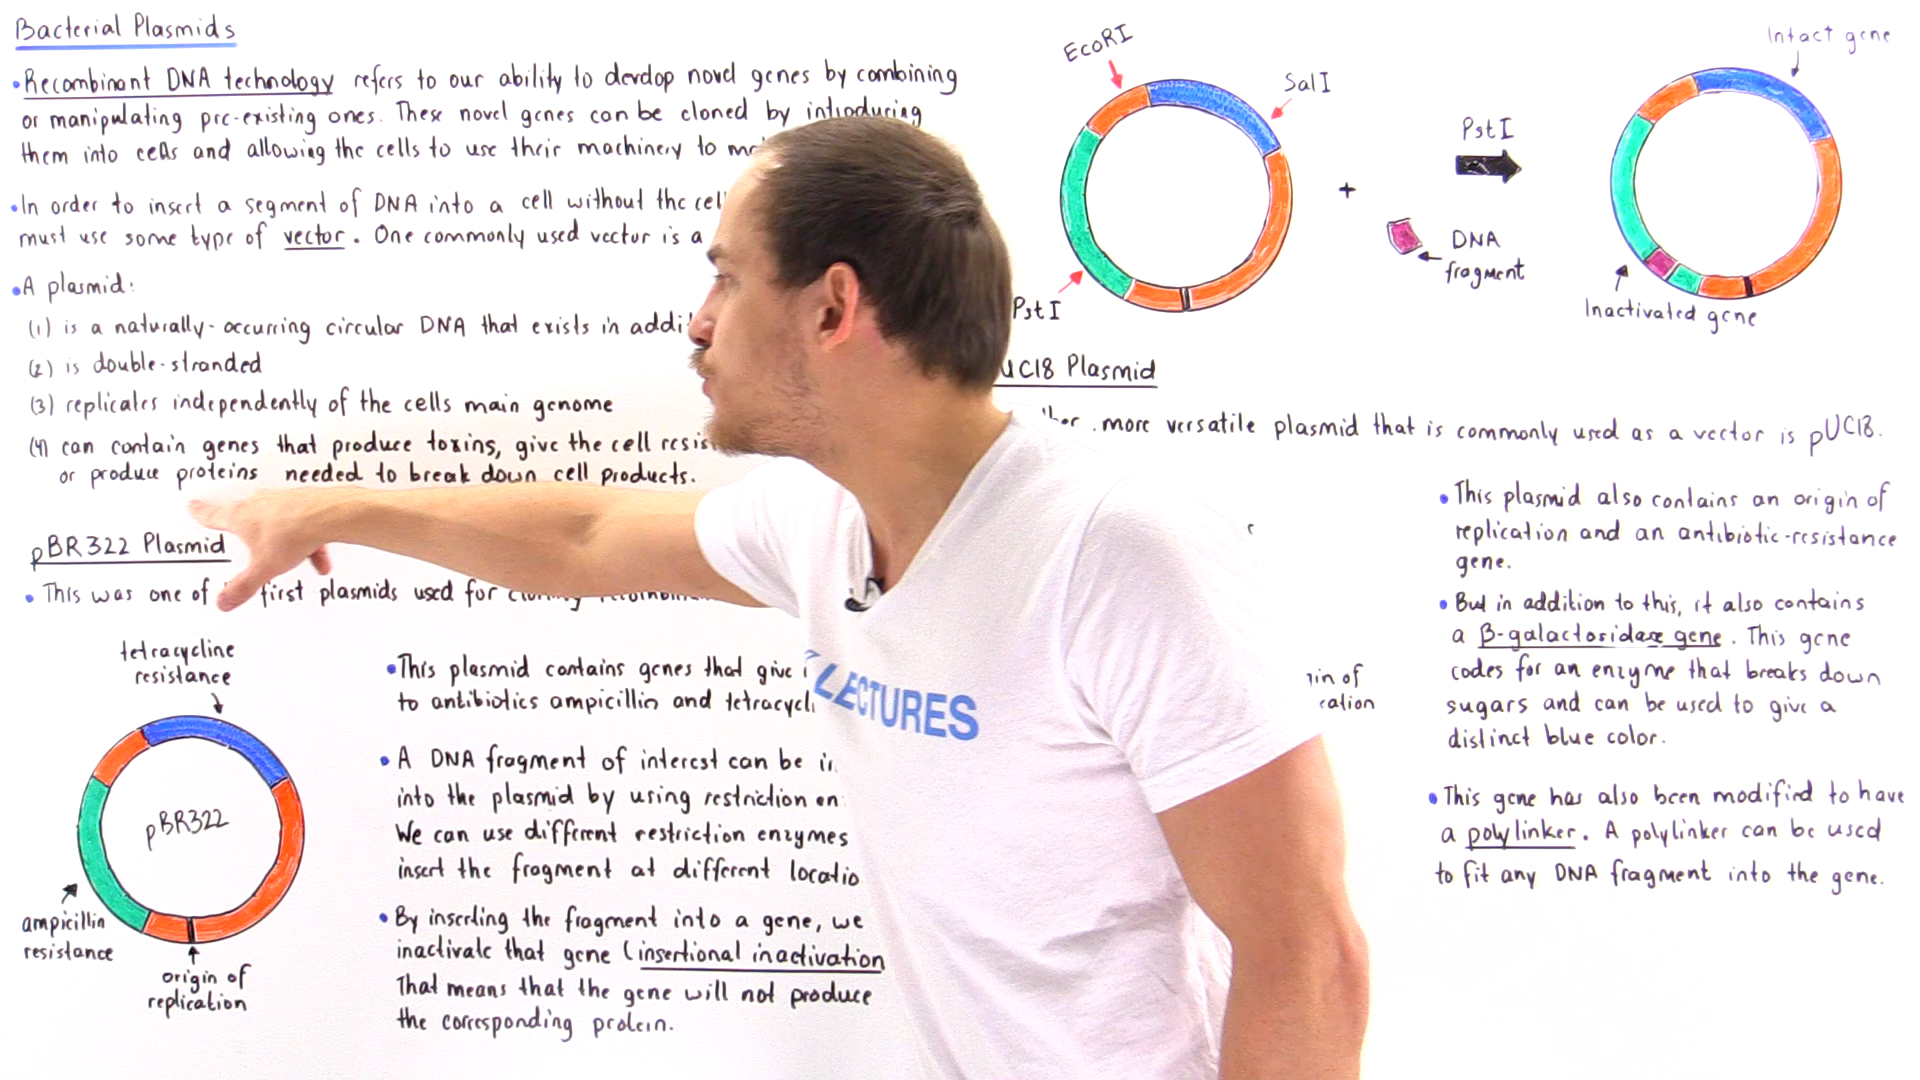 Bacterial Plasmids
•Recombinant DNA technology refers to our ability to develop novel genes by combining
or manipulating pre-existing ones. These novel genes can be cloned by introducing
them into cells and allowing the cells to use their machinery to
•In order to insert a segment of DNA into a cell without the
must use some type of vector. One commonly used vector is a
•A plasmid:
(1) is a naturally-occurring circular DNA that exists in
(2) is double-stranded
(3) replicates independently of the cells main genome
(4) can contain genes that produce toxins, give the cell
or produce proteins needed to break down cell products.
pBR322 Plasmid
• This was one of first plasmids used for
tetracycline
resistance
pBR322
ampicillin
resistance
origin of
replication
•This plasmid contains genes that give
to antibiotics ampicillin and
• A DNA fragment of interest can be
into the plasmid by using restriction
We can use different restriction enzymes
insert the fragment at different
• By inserting the fragment into a gene, we
inactivate that gene (insertional inactivation
That means that the gene will not produce
the corresponding protein.
LECTURES
EcoRI
SalI
PstI
+
PstI
DNA
fragment
Intact gene
Inactivated gene
UC18 Plasmid
more versatile plasmid that is commonly used as a vector is pUC18.
of
• This plasmid also contains an origin of
replication and an antibiotic-resistance
gene.
• But in addition to this, it also contains
a β-galactosidase gene. This gene
codes for an enzyme that breaks down
sugars and can be used to give a
distinct blue color.
• This gene has also been modified to have
a polylinker. A polylinker can be used
to fit any DNA fragment into the gene.